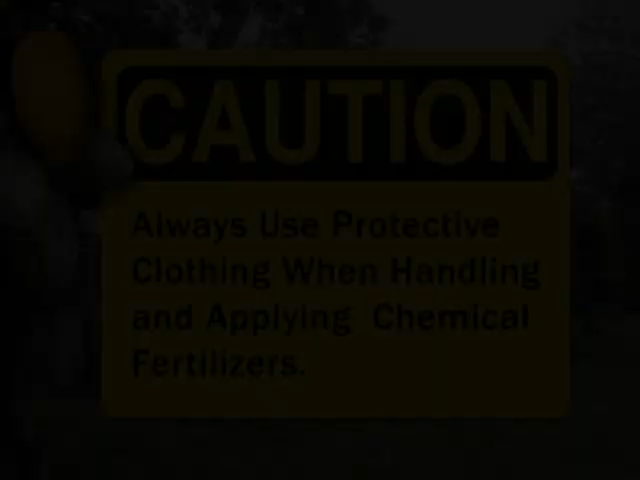 CAUTION
Always Use Protective
Clothing When Handling
and Applying Chemical
Fertilizers.